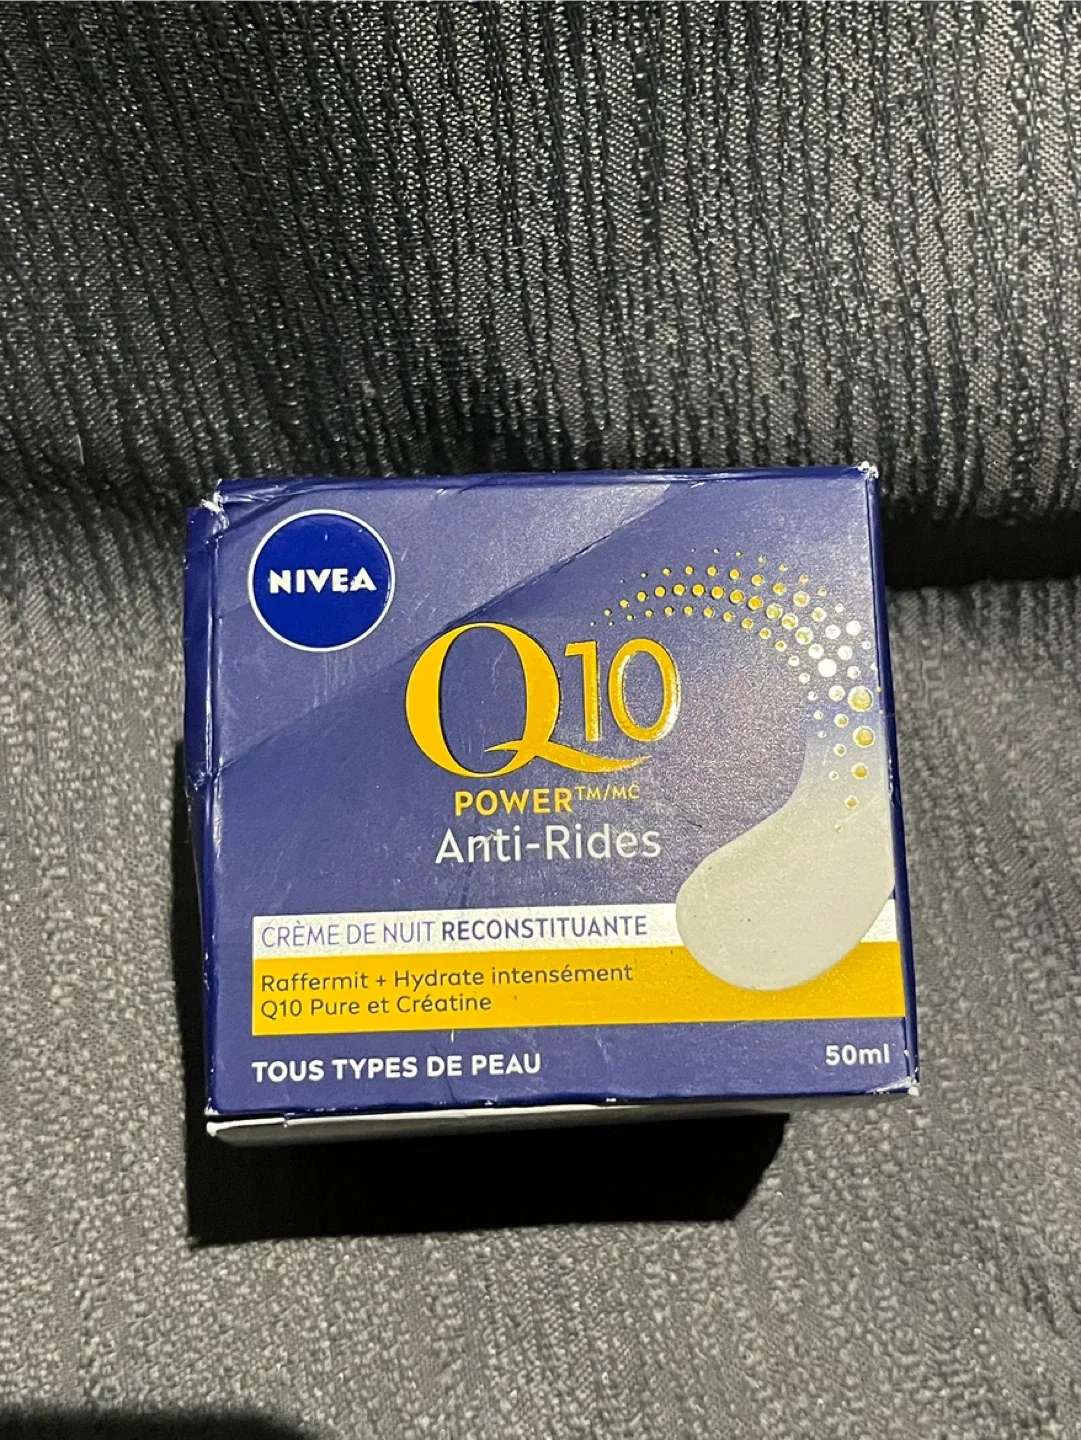 NIVEA
Q10
POWER™/MC
Anti-Rides
CRÈME DE NUIT RECONSTITUANTE
Raffermit + Hydrate intensément
Q10 Pure et Créatine
TOUS TYPES DE PEAU
50ml